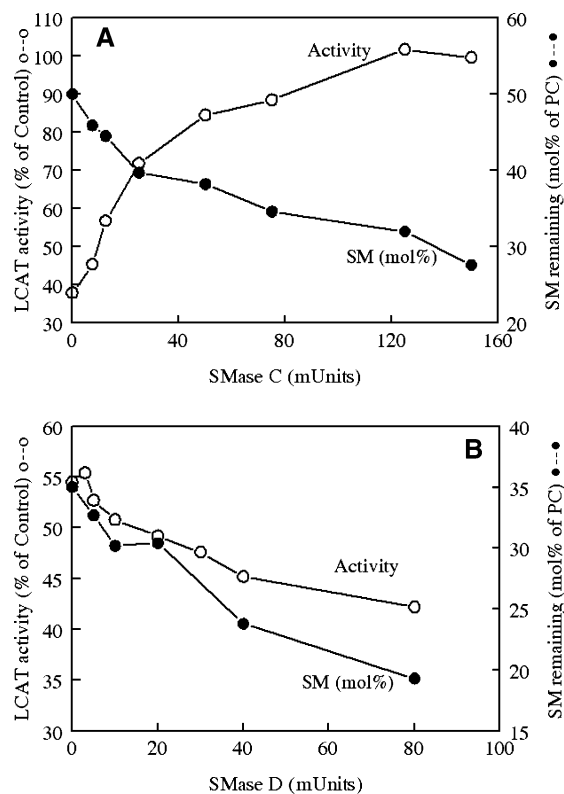 A
LCAT activity (% of Control) o--o
110
100
90
80
70
60
50
40
30
Activity
SM (mol%)
60
50
40
30
20
SM remaining (mol% of PC) ●---●
0 40 80 120 160
SMase C (mUnits)
B
LCAT activity (% of Control) o--o
60
55
50
45
40
35
30
Activity
SM (mol%)
40
35
30
25
20
15
SM remaining (mol% of PC) ●---●
0 20 40 60 80 100
SMase D (mUnits)